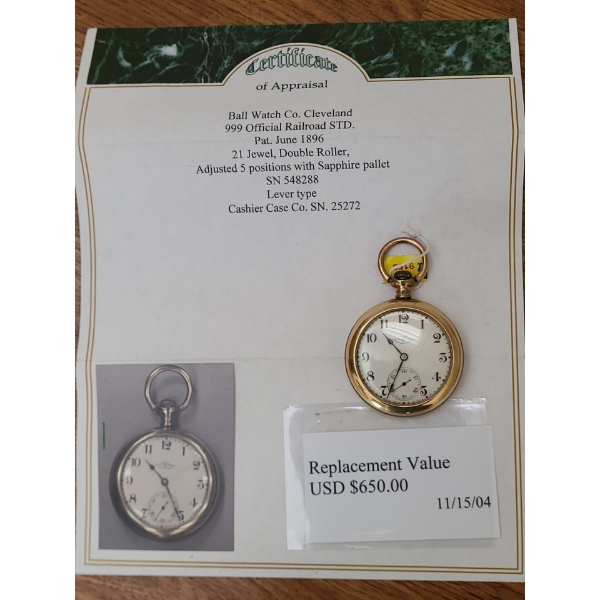 Certificate
of Appraisal
Ball Watch Co. Cleveland
999 Official Railroad STD.
Pat. June 1896
21 Jewel, Double Roller,
Adjusted 5 positions with Sapphire pallet
SN 548288
Lever type
Cashier Case Co. SN. 25272
Replacement Value
USD $650.00
11/15/04